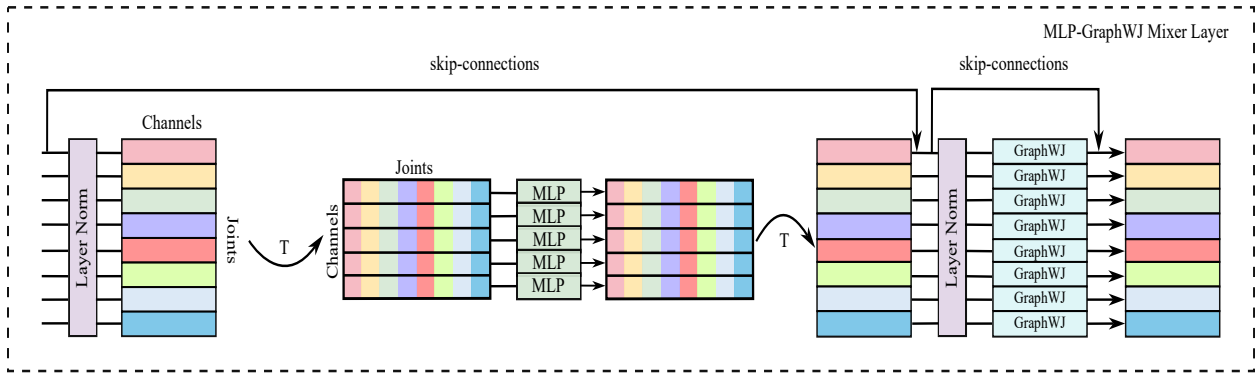 MLP-GraphWJ Mixer Layer
skip-connections
skip-connections
Layer Norm
Channels
Joints
T
Joints
Channels
MLP
MLP
MLP
MLP
MLP
T
Layer Norm
GraphWJ
GraphWJ
GraphWJ
GraphWJ
GraphWJ
GraphWJ
GraphWJ
GraphWJ